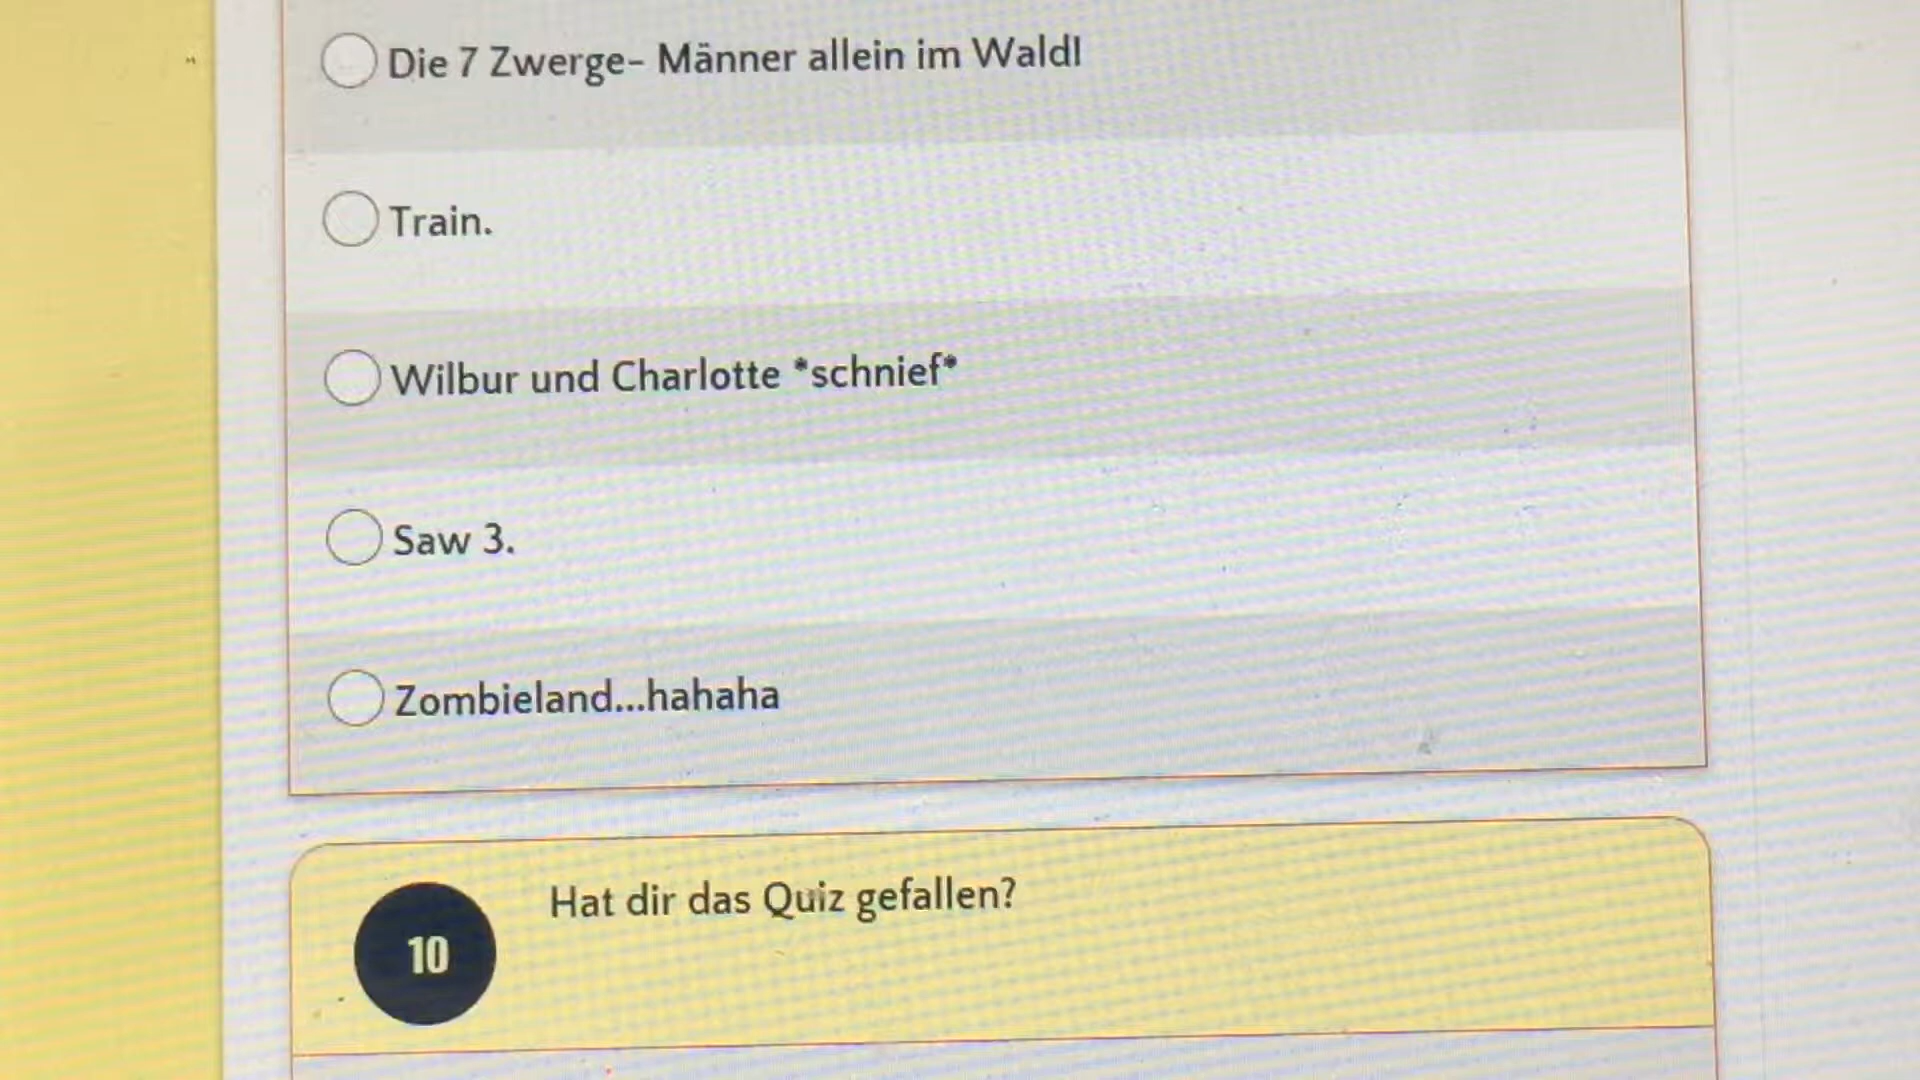 Die 7 Zwerge- Männer allein im Wald!
Train.
Wilbur und Charlotte *schnief*
Saw 3.
Zombieland...hahaha
10
Hat dir das Quiz gefallen?